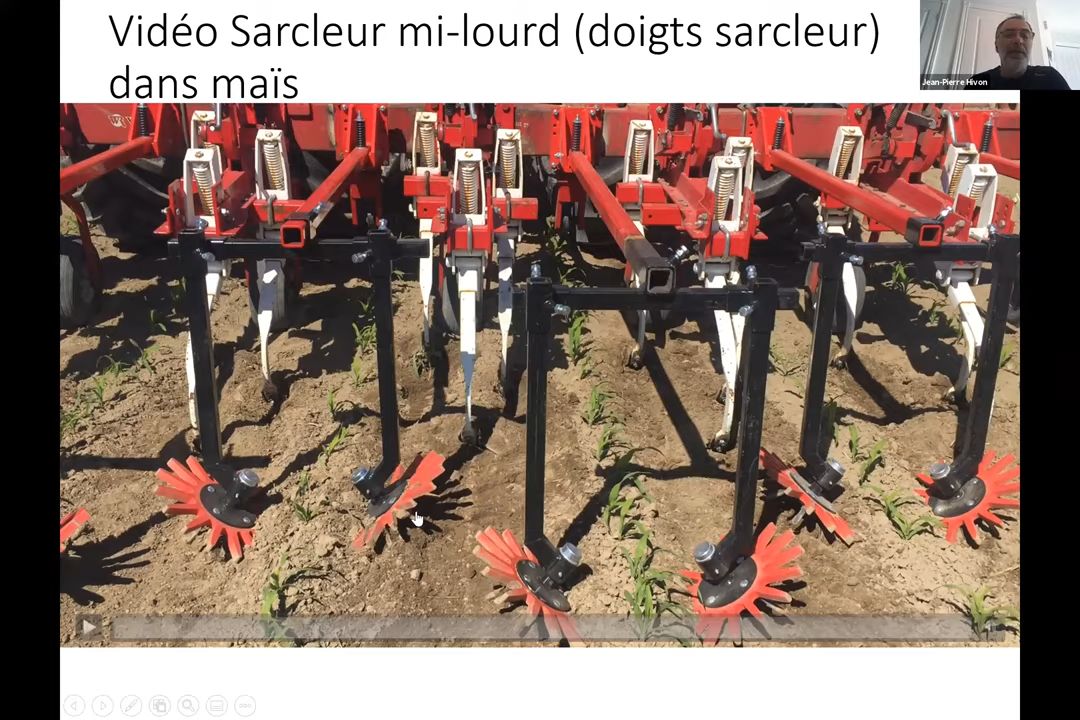 Vidéo Sarcleur mi-lourd (doigts sarcleur)
dans maïs
Jean-Pierre Hivon